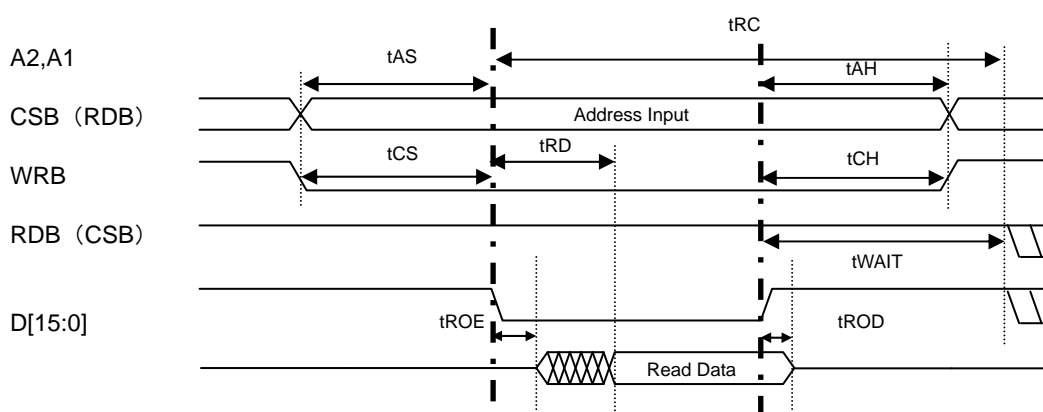 tRC
A2,A1
tAS
tAH
CSB（RDB）
Address Input
tCS
tRD
tCH
WRB
RDB（CSB）
tWAIT
D[15:0]
tROE
tROD
Read Data